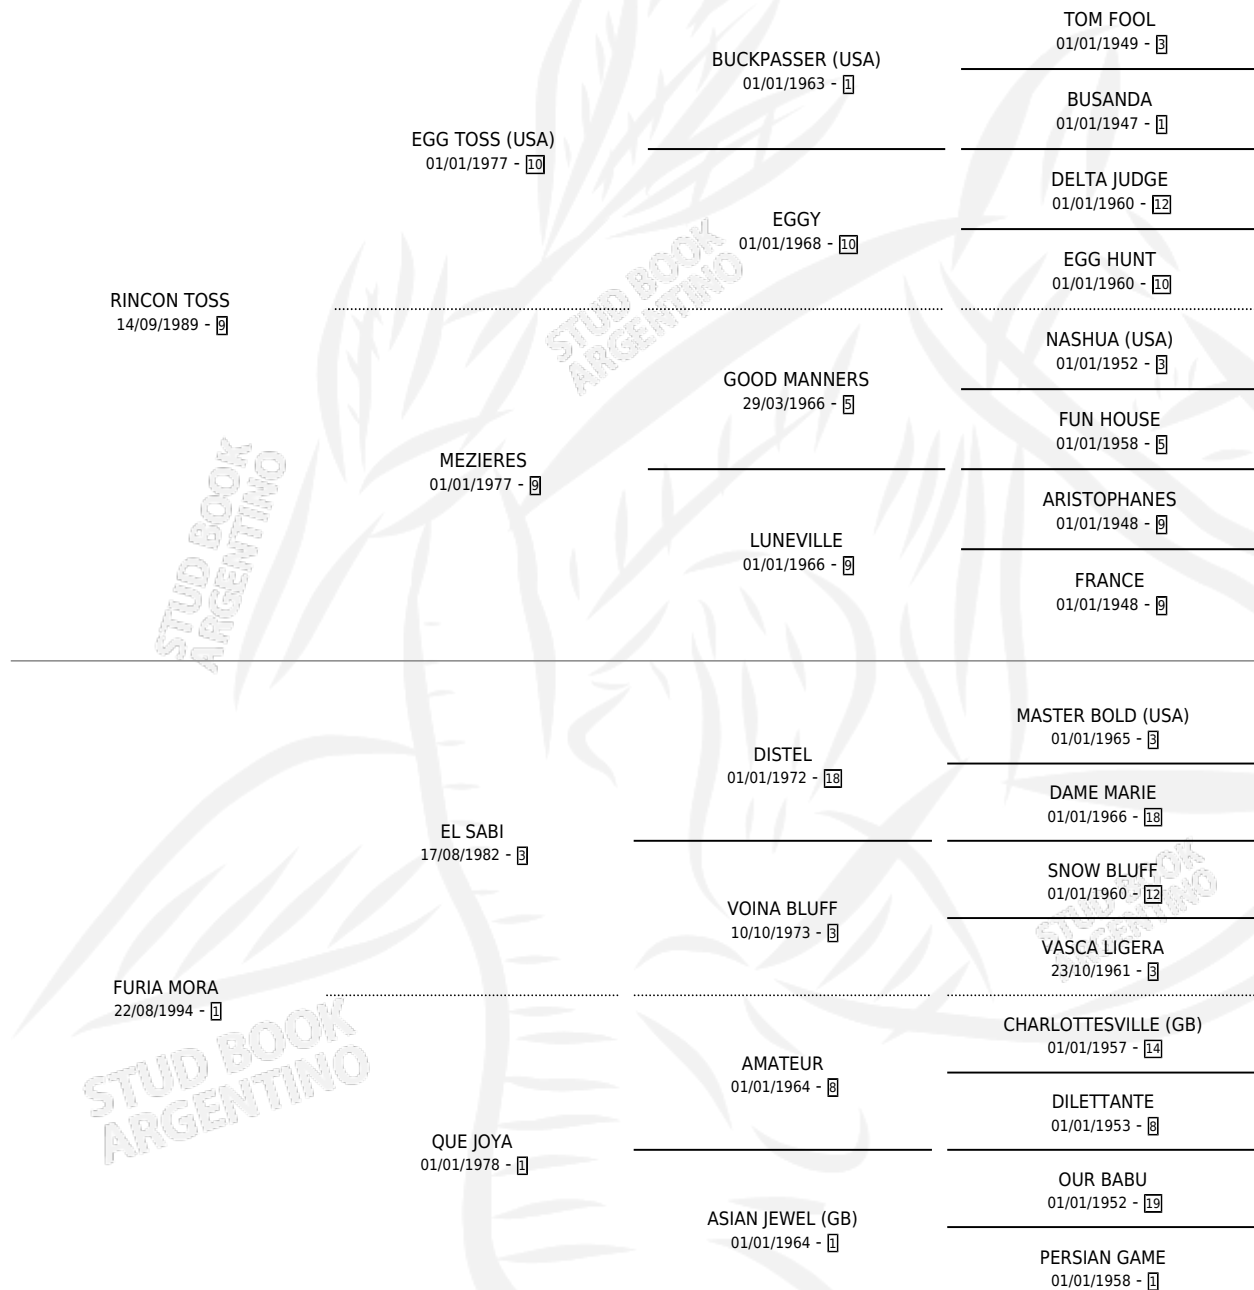 TOM FOOL
01/01/1949 - 3
BUCKPASSER (USA)
01/01/1963 - 1
BUSANDA
01/01/1947 - 1
EGG TOSS (USA)
01/01/1977 - 10
DELTA JUDGE
01/01/1960 - 12
EGGY
01/01/1968 - 10
EGG HUNT
01/01/1960 - 10
RINCON TOSS
14/09/1989 - 9
NASHUA (USA)
01/01/1952 - 3
GOOD MANNERS
29/03/1966 - 5
FUN HOUSE
01/01/1958 - 5
MEZIERES
01/01/1977 - 9
ARISTOPHANES
01/01/1948 - 9
LUNEVILLE
01/01/1966 - 9
FRANCE
01/01/1948 - 9
STUD BOOK
ARGENTINO
STUD BOOK
ARGENTINO
MASTER BOLD (USA)
01/01/1965 - 3
DISTEL
01/01/1972 - 18
DAME MARIE
01/01/1966 - 18
EL SABI
17/08/1982 - 3
SNOW BLUFF
01/01/1960 - 12
VOINA BLUFF
10/10/1973 - 3
VASCA LIGERA
23/10/1961 - 3
FURIA MORA
22/08/1994 - 1
CHARLOTTESVILLE (GB)
01/01/1957 - 14
AMATEUR
01/01/1964 - 8
DILETTANTE
01/01/1953 - 8
QUE JOYA
01/01/1978 - 1
OUR BABU
01/01/1952 - 19
ASIAN JEWEL (GB)
01/01/1964 - 1
PERSIAN GAME
01/01/1958 - 1
STUD BOOK
ARGENTINO
STUD BOOK
ARGENTINO